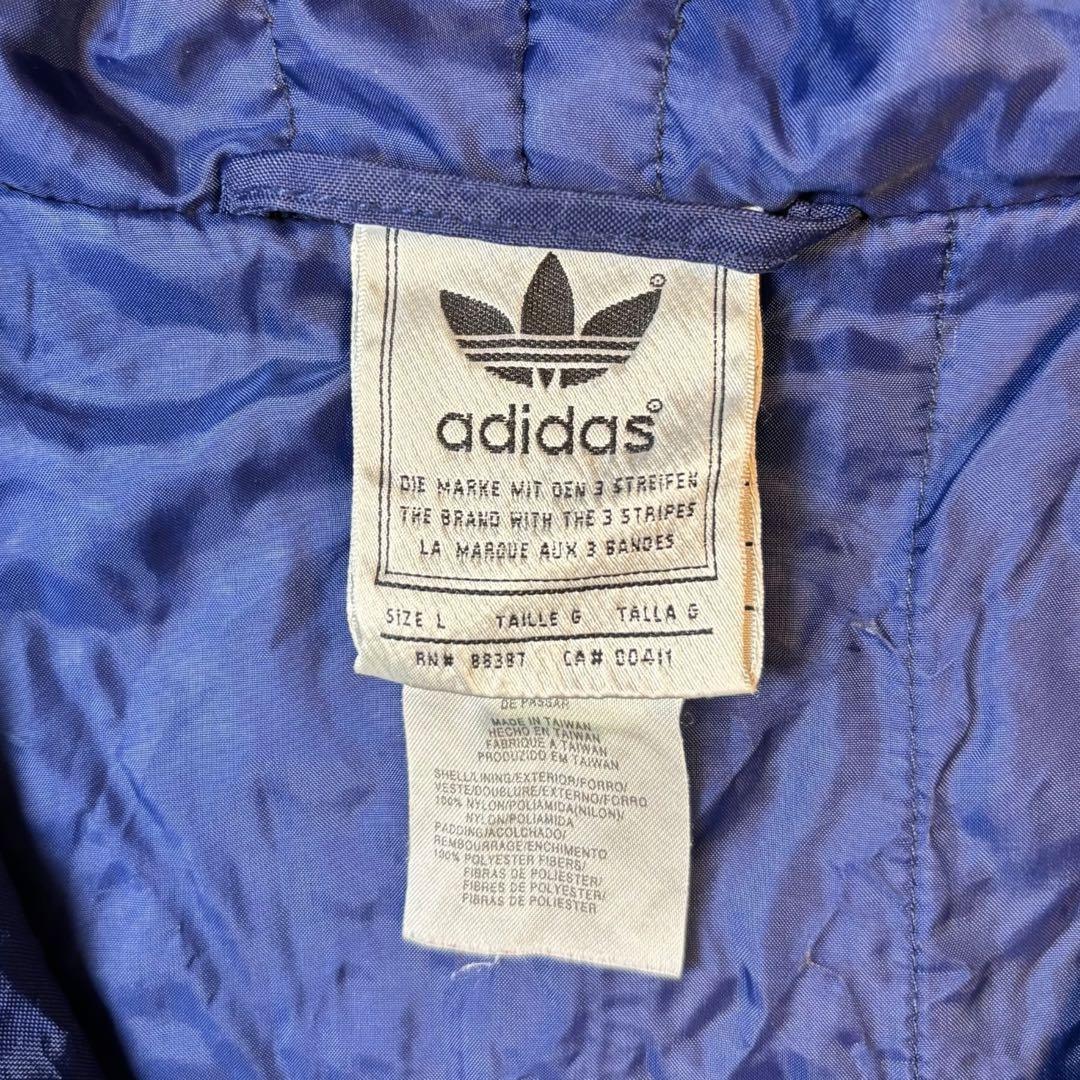 adidas®
DIE MARKE MIT DEN 3 STREIFEN
THE BRAND WITH THE 3 STRIPES
LA MARQUE AUX 3 BANDES
SIZE L TAILLE G TALLA G
RN# 88387 CA# 00411
DE PASSAR
MADE IN TAIWAN
HECHO EN TAIWAN
FABRIQUE A TAIWAN
PRODUZIDO EM TAIWAN
SHELL/LINING/EXTERIOR/FORRO/
VESTE/DOUBLURE/EXTERNO/FORRO
100% NYLON/POLIAMIDA(NILON)/
NYLON/POLIAMIDA
PADDING/ACOLCHADO/
REMBOURRAGE/ENCHIMENTO
100% POLYESTER FIBERS/
FIBRAS DE POLIESTER/
FIBRES DE POLYESTER/
FIBRAS DE POLIESTER